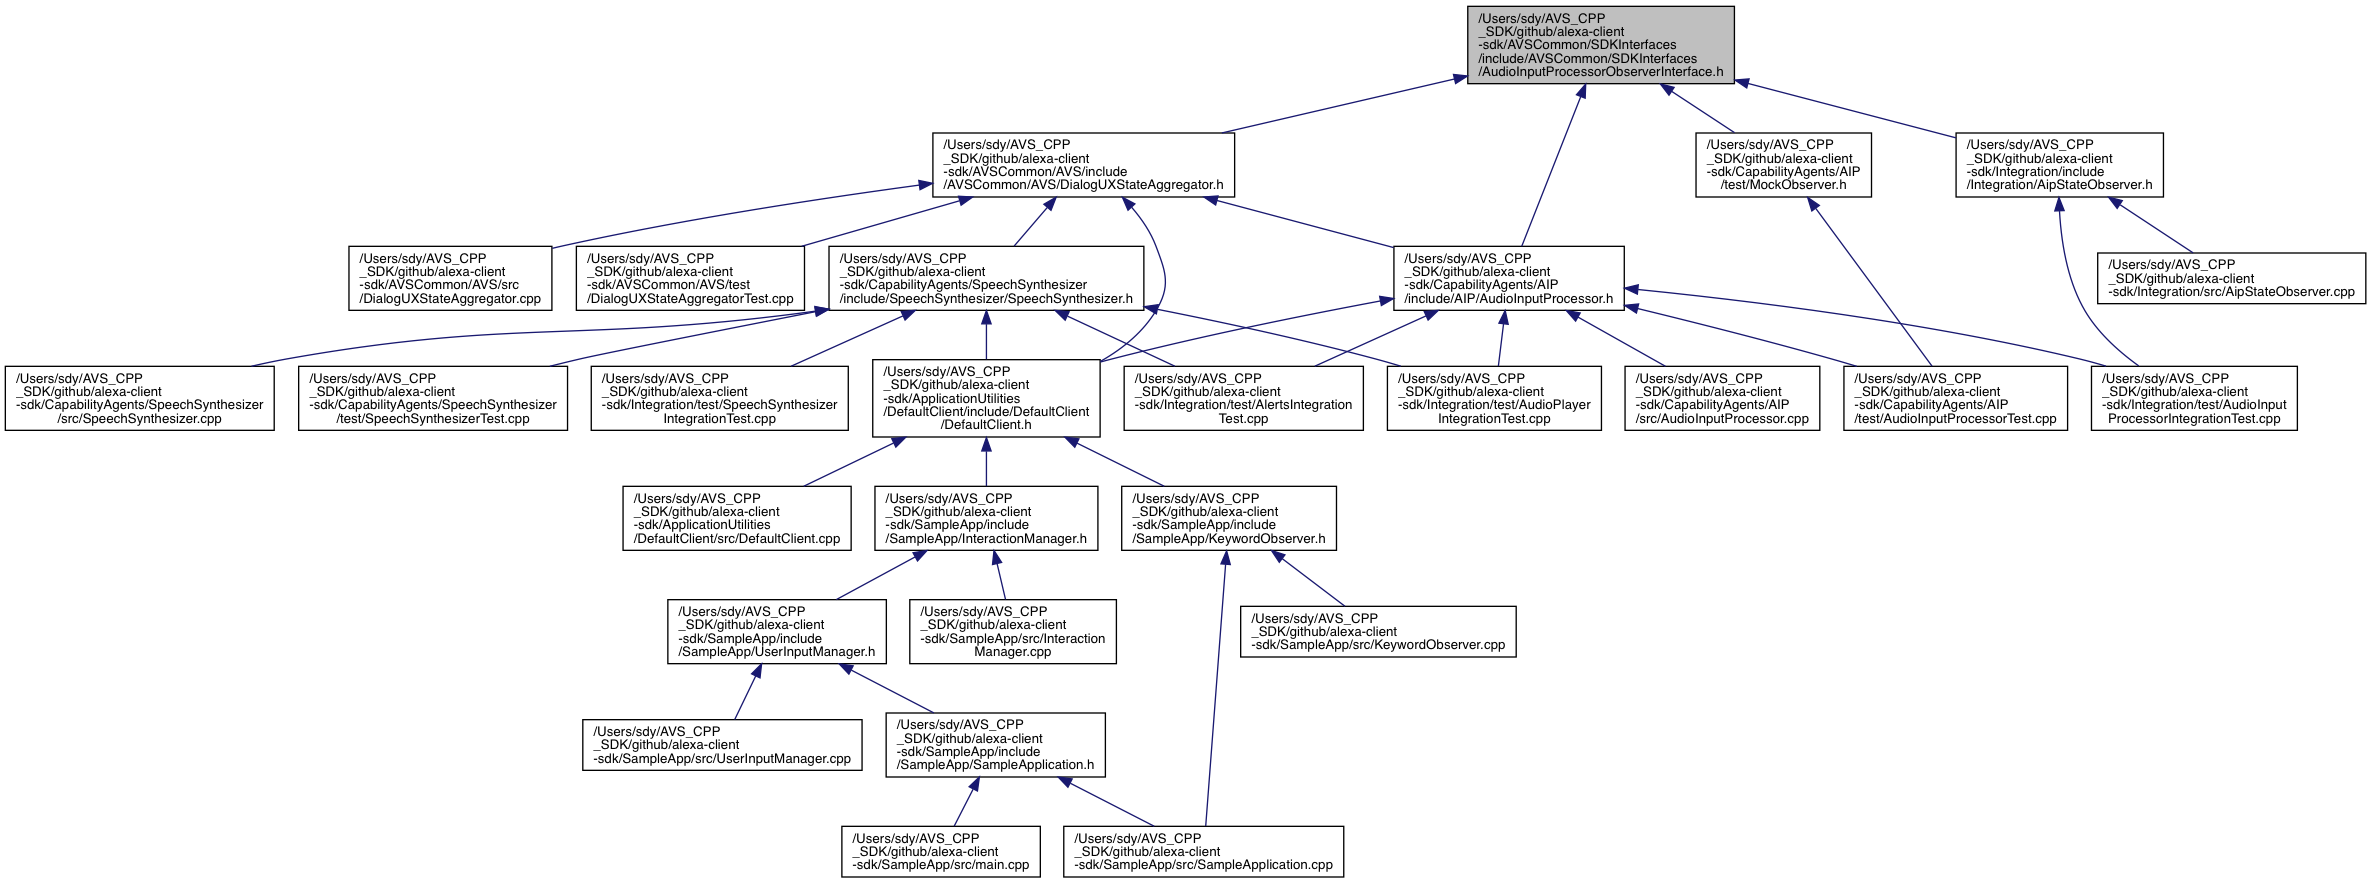 /Users/sdy/AVS_CPP
_SDK/github/alexa-client
-sdk/AVSCommon/SDKInterfaces
/include/AVSCommon/SDKInterfaces
/AudioInputProcessorObserverInterface.h
/Users/sdy/AVS_CPP
_SDK/github/alexa-client
-sdk/AVSCommon/AVS/include
/AVSCommon/AVS/DialogUXStateAggregator.h
/Users/sdy/AVS_CPP
_SDK/github/alexa-client
-sdk/CapabilityAgents/AIP
/test/MockObserver.h
/Users/sdy/AVS_CPP
_SDK/github/alexa-client
-sdk/Integration/include
/Integration/AipStateObserver.h
/Users/sdy/AVS_CPP
_SDK/github/alexa-client
-sdk/AVSCommon/AVS/src
/DialogUXStateAggregator.cpp
/Users/sdy/AVS_CPP
_SDK/github/alexa-client
-sdk/AVSCommon/AVS/test
/DialogUXStateAggregatorTest.cpp
/Users/sdy/AVS_CPP
_SDK/github/alexa-client
-sdk/CapabilityAgents/SpeechSynthesizer
/include/SpeechSynthesizer/SpeechSynthesizer.h
/Users/sdy/AVS_CPP
_SDK/github/alexa-client
-sdk/CapabilityAgents/AIP
/include/AIP/AudioInputProcessor.h
/Users/sdy/AVS_CPP
_SDK/github/alexa-client
-sdk/Integration/src/AipStateObserver.cpp
/Users/sdy/AVS_CPP
_SDK/github/alexa-client
-sdk/CapabilityAgents/SpeechSynthesizer
/src/SpeechSynthesizer.cpp
/Users/sdy/AVS_CPP
_SDK/github/alexa-client
-sdk/CapabilityAgents/SpeechSynthesizer
/test/SpeechSynthesizerTest.cpp
/Users/sdy/AVS_CPP
_SDK/github/alexa-client
-sdk/Integration/test/SpeechSynthesizer
IntegrationTest.cpp
/Users/sdy/AVS_CPP
_SDK/github/alexa-client
-sdk/ApplicationUtilities
/DefaultClient/include/DefaultClient
/DefaultClient.h
/Users/sdy/AVS_CPP
_SDK/github/alexa-client
-sdk/Integration/test/AlertsIntegration
Test.cpp
/Users/sdy/AVS_CPP
_SDK/github/alexa-client
-sdk/Integration/test/AudioPlayer
IntegrationTest.cpp
/Users/sdy/AVS_CPP
_SDK/github/alexa-client
-sdk/CapabilityAgents/AIP
/src/AudioInputProcessor.cpp
/Users/sdy/AVS_CPP
_SDK/github/alexa-client
-sdk/CapabilityAgents/AIP
/test/AudioInputProcessorTest.cpp
/Users/sdy/AVS_CPP
_SDK/github/alexa-client
-sdk/Integration/test/AudioInput
ProcessorIntegrationTest.cpp
/Users/sdy/AVS_CPP
_SDK/github/alexa-client
-sdk/ApplicationUtilities
/DefaultClient/src/DefaultClient.cpp
/Users/sdy/AVS_CPP
_SDK/github/alexa-client
-sdk/SampleApp/include
/SampleApp/InteractionManager.h
/Users/sdy/AVS_CPP
_SDK/github/alexa-client
-sdk/SampleApp/include
/SampleApp/KeywordObserver.h
/Users/sdy/AVS_CPP
_SDK/github/alexa-client
-sdk/SampleApp/include
/SampleApp/UserInputManager.h
/Users/sdy/AVS_CPP
_SDK/github/alexa-client
-sdk/SampleApp/src/Interaction
Manager.cpp
/Users/sdy/AVS_CPP
_SDK/github/alexa-client
-sdk/SampleApp/src/KeywordObserver.cpp
/Users/sdy/AVS_CPP
_SDK/github/alexa-client
-sdk/SampleApp/src/UserInputManager.cpp
/Users/sdy/AVS_CPP
_SDK/github/alexa-client
-sdk/SampleApp/include
/SampleApp/SampleApplication.h
/Users/sdy/AVS_CPP
_SDK/github/alexa-client
-sdk/SampleApp/src/main.cpp
/Users/sdy/AVS_CPP
_SDK/github/alexa-client
-sdk/SampleApp/src/SampleApplication.cpp